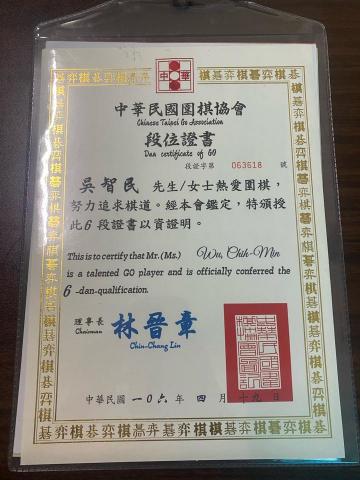 中華
中華民國圍棋協會
Chinese Taipei Go Association
段位證書
Dan certificate of GO
段證字第 063618 號
吳智民 先生/女士熱愛圍棋，
努力追求棋道。經本會鑑定，特頒授
此6段證書以資證明。
This is to certify that Mr.(Ms.) Wu, Chih-Min
is a talented GO player and is officially conferred the
6-dan-qualification.
理事長 林晉章
Chairman Chin-Chang Lin
中華民國一0六年四月十九日